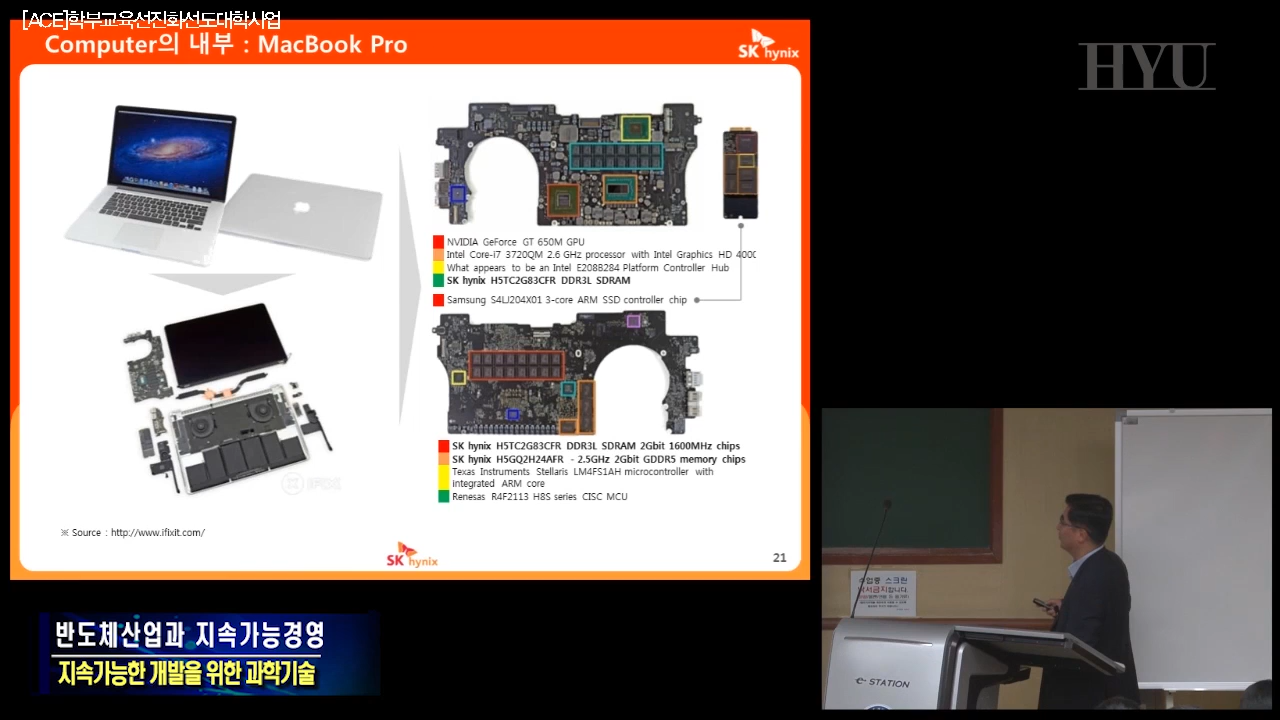 [ACE]학부교육선진화선도대학사업
Computer의 내부 : MacBook Pro
SK hynix
HYU
NVIDIA GeForce GT 650M GPU
Intel Core-i7 3720QM 2.6 GHz processor with Intel Graphics HD 4000
What appears to be an Intel E208B284 Platform Controller Hub
SK hynix H5TC2G83CFR DDR3L SDRAM
Samsung S4LJ204X01 3-core ARM SSD controller chip
SK hynix H5TC2G83CFR DDR3L SDRAM 2Gbit 1600MHz chips
SK hynix H5GQ2H24AFR - 2.5GHz 2Gbit GDDR5 memory chips
Texas Instruments Stellaris LM4FS1AH microcontroller with
integrated ARM core
Renesas R4F2113 H8S series CISC MCU
※ Source : http://www.ifixit.com/
SK hynix
21
반도체산업과 지속가능경영
지속가능한 개발을 위한 과학기술
수업중 스크린
e-STATION